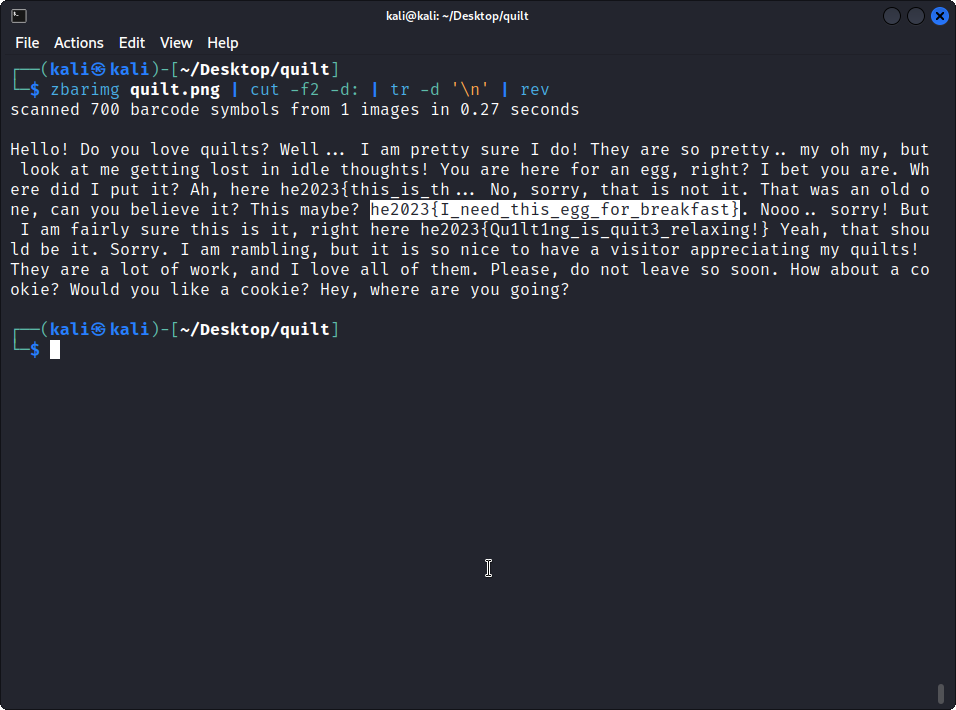 kali@kali: ~/Desktop/quilt
File Actions Edit View Help
┌──(kali㉿kali)-[~/Desktop/quilt]
└─$ zbarimg quilt.png | cut -f2 -d: | tr -d '\n' | rev
scanned 700 barcode symbols from 1 images in 0.27 seconds
Hello! Do you love quilts? Well... I am pretty sure I do! They are so pretty.. my oh my, but
look at me getting lost in idle thoughts! You are here for an egg, right? I bet you are. Wh
ere did I put it? Ah, here he2023{this_is_th... No, sorry, that is not it. That was an old o
ne, can you believe it? This maybe? he2023{I_need_this_egg_for_breakfast}. Nooo.. sorry! But
I am fairly sure this is it, right here he2023{Qu1lt1ng_is_quit3_relaxing!} Yeah, that shou
ld be it. Sorry. I am rambling, but it is so nice to have a visitor appreciating my quilts!
They are a lot of work, and I love all of them. Please, do not leave so soon. How about a co
okie? Would you like a cookie? Hey, where are you going?
┌──(kali㉿kali)-[~/Desktop/quilt]
└─$